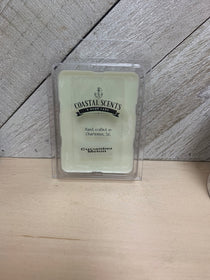 COASTAL SCENTS
Hand crafted in
Charleston, SC
Cucumber
Melon